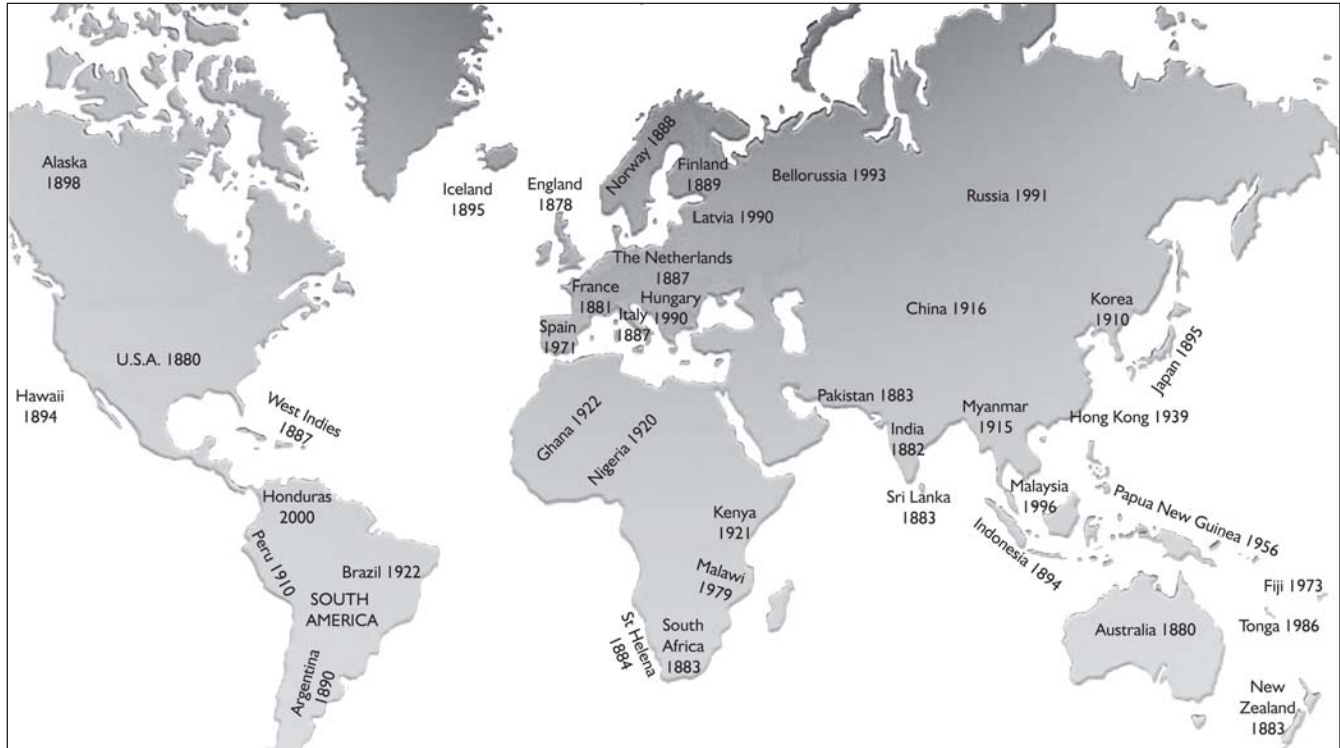 Alaska
1898
Iceland
1895
England
1878
Norway 1888
Finland
1889
Bellorussia 1993
Russia 1991
Latvia 1990
The Netherlands
1887
France
1881
Hungary
1990
Italy
1887
Spain
1971
China 1916
Korea
1910
Japan 1895
U.S.A. 1880
Hawaii
1894
West Indies
1887
Ghana 1922
Nigeria 1920
Pakistan 1883
India
1882
Myanmar
1915
Hong Kong 1939
Sri Lanka
1883
Malaysia
1996
Papua New Guinea 1956
Indonesia 1894
Honduras
2000
Peru 1910
Brazil 1922
SOUTH
AMERICA
Argentina
1890
Kenya
1921
Malawi
1979
St Helena
1884
South
Africa
1883
Fiji 1973
Tonga 1986
Australia 1880
New
Zealand
1883